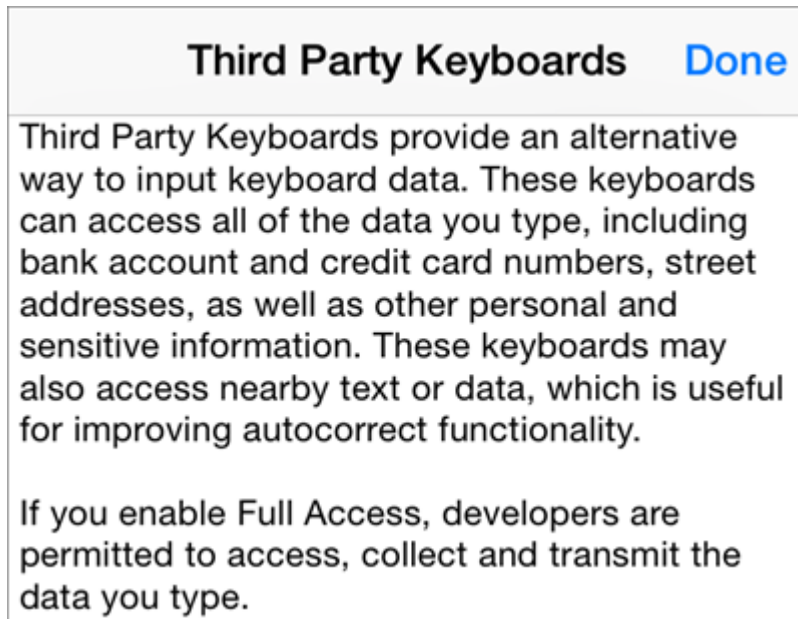 Third Party Keyboards Done
Third Party Keyboards provide an alternative
way to input keyboard data. These keyboards
can access all of the data you type, including
bank account and credit card numbers, street
addresses, as well as other personal and
sensitive information. These keyboards may
also access nearby text or data, which is useful
for improving autocorrect functionality.
If you enable Full Access, developers are
permitted to access, collect and transmit the
data you type.